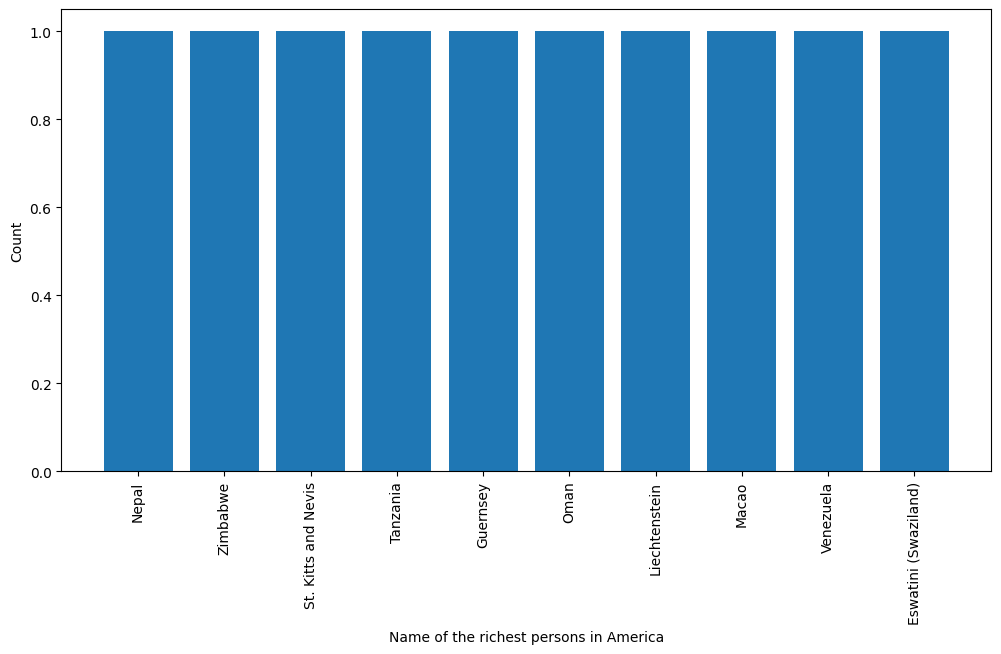 1.0
0.8
0.6
0.4
0.2
0.0
Count
Nepal
Zimbabwe
St. Kitts and Nevis
Tanzania
Guernsey
Oman
Liechtenstein
Macao
Venezuela
Eswatini (Swaziland)
Name of the richest persons in America